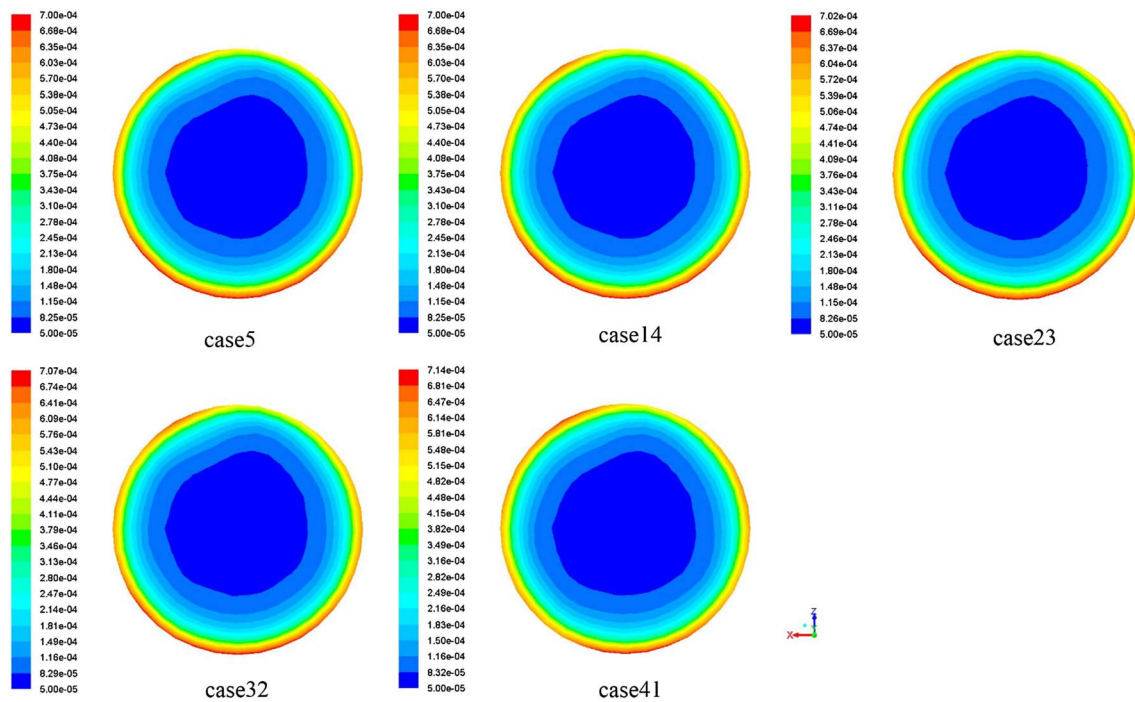 7.00e-04
6.68e-04
6.35e-04
6.03e-04
5.70e-04
5.38e-04
5.05e-04
4.73e-04
4.40e-04
4.08e-04
3.75e-04
3.43e-04
3.10e-04
2.78e-04
2.45e-04
2.13e-04
1.80e-04
1.48e-04
1.15e-04
8.25e-05
5.00e-05
case5
7.00e-04
6.68e-04
6.35e-04
6.03e-04
5.70e-04
5.38e-04
5.05e-04
4.73e-04
4.40e-04
4.08e-04
3.75e-04
3.43e-04
3.10e-04
2.78e-04
2.45e-04
2.13e-04
1.80e-04
1.48e-04
1.15e-04
8.25e-05
5.00e-05
case14
7.02e-04
6.69e-04
6.37e-04
6.04e-04
5.72e-04
5.39e-04
5.06e-04
4.74e-04
4.41e-04
4.09e-04
3.76e-04
3.43e-04
3.11e-04
2.78e-04
2.46e-04
2.13e-04
1.80e-04
1.48e-04
1.15e-04
8.26e-05
5.00e-05
case23
7.07e-04
6.74e-04
6.41e-04
6.09e-04
5.76e-04
5.43e-04
5.10e-04
4.77e-04
4.44e-04
4.11e-04
3.79e-04
3.46e-04
3.13e-04
2.80e-04
2.47e-04
2.14e-04
1.81e-04
1.49e-04
1.16e-04
8.29e-05
5.00e-05
case32
7.14e-04
6.81e-04
6.47e-04
6.14e-04
5.81e-04
5.48e-04
5.15e-04
4.82e-04
4.48e-04
4.15e-04
3.82e-04
3.49e-04
3.16e-04
2.82e-04
2.49e-04
2.16e-04
1.83e-04
1.50e-04
1.16e-04
8.32e-05
5.00e-05
case41
Z
X